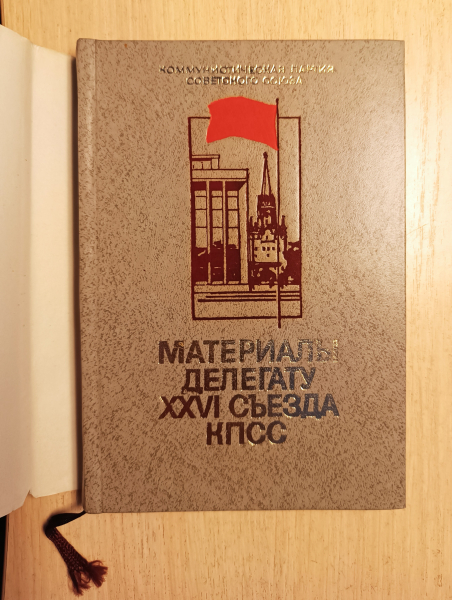 КОММУНИСТИЧЕСКАЯ ПАРТИЯ
СОВЕТСКОГО СОЮЗА
МАТЕРИАЛЫ
ДЕЛЕГАТУ
XXVI СЪЕЗДА
КПСС